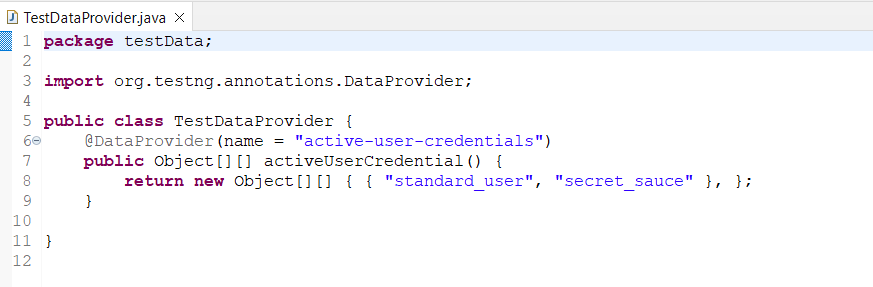 TestDataProvider.java
1 package testData;
2
3 import org.testng.annotations.DataProvider;
4
5 public class TestDataProvider {
6     @DataProvider(name = "active-user-credentials")
7     public Object[][] activeUserCredential() {
8         return new Object[][] { { "standard_user", "secret_sauce" }, };
9     }
10
11 }
12